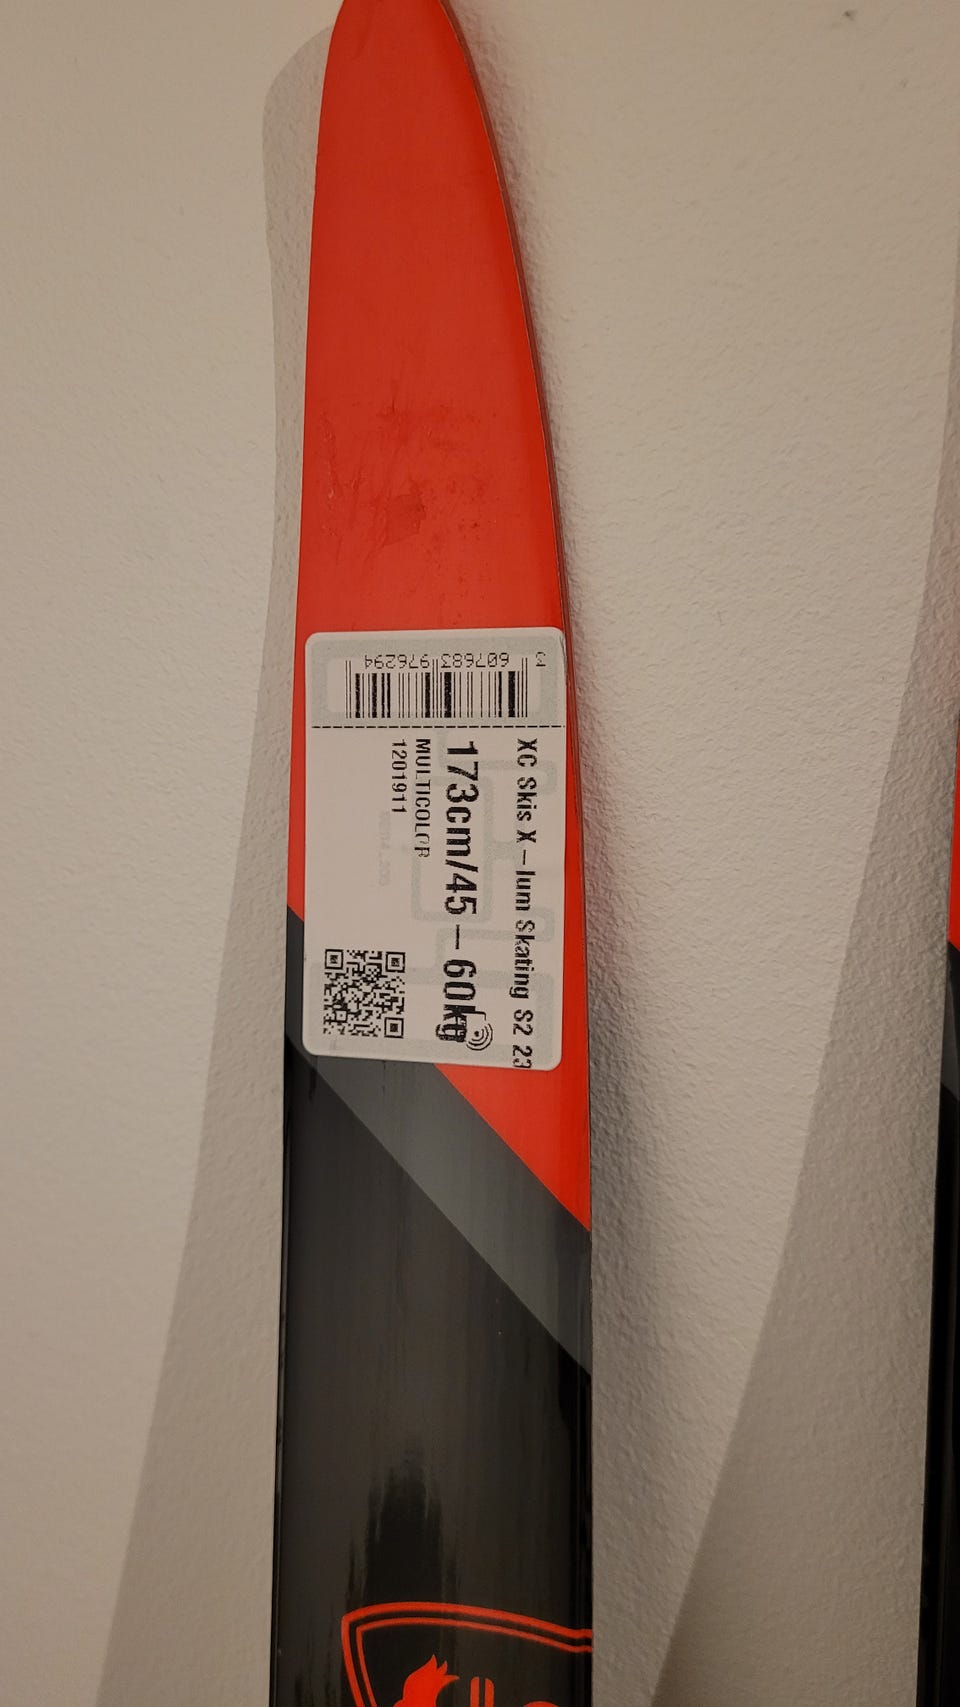 3 607683 976294
XC Skis X-Ium Skating S2 23
173cm/45-60kg
MULTICOLOR
1201911